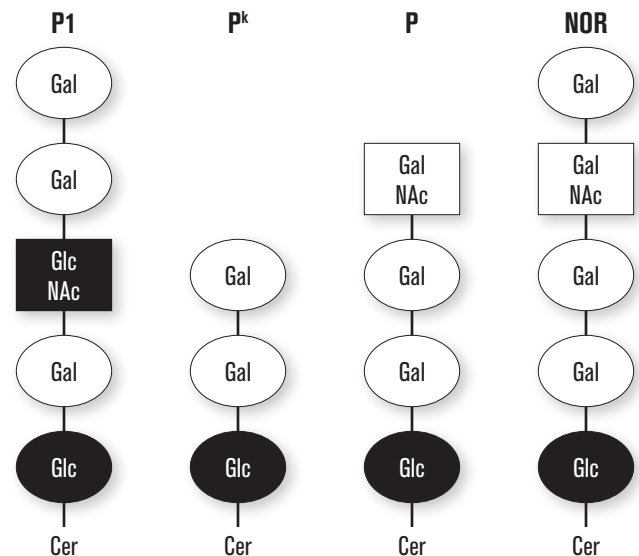 P1 Pk P NOR
Gal Gal
Gal Gal NAc Gal NAc
Glc NAc Gal Gal Gal
Gal Gal Gal Gal
Glc Glc Glc Glc
Cer Cer Cer Cer